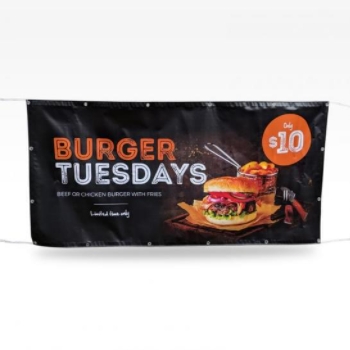 BURGER
TUESDAYS
BEEF OR CHICKEN BURGER WITH FRIES
Limited time only
Only
$10